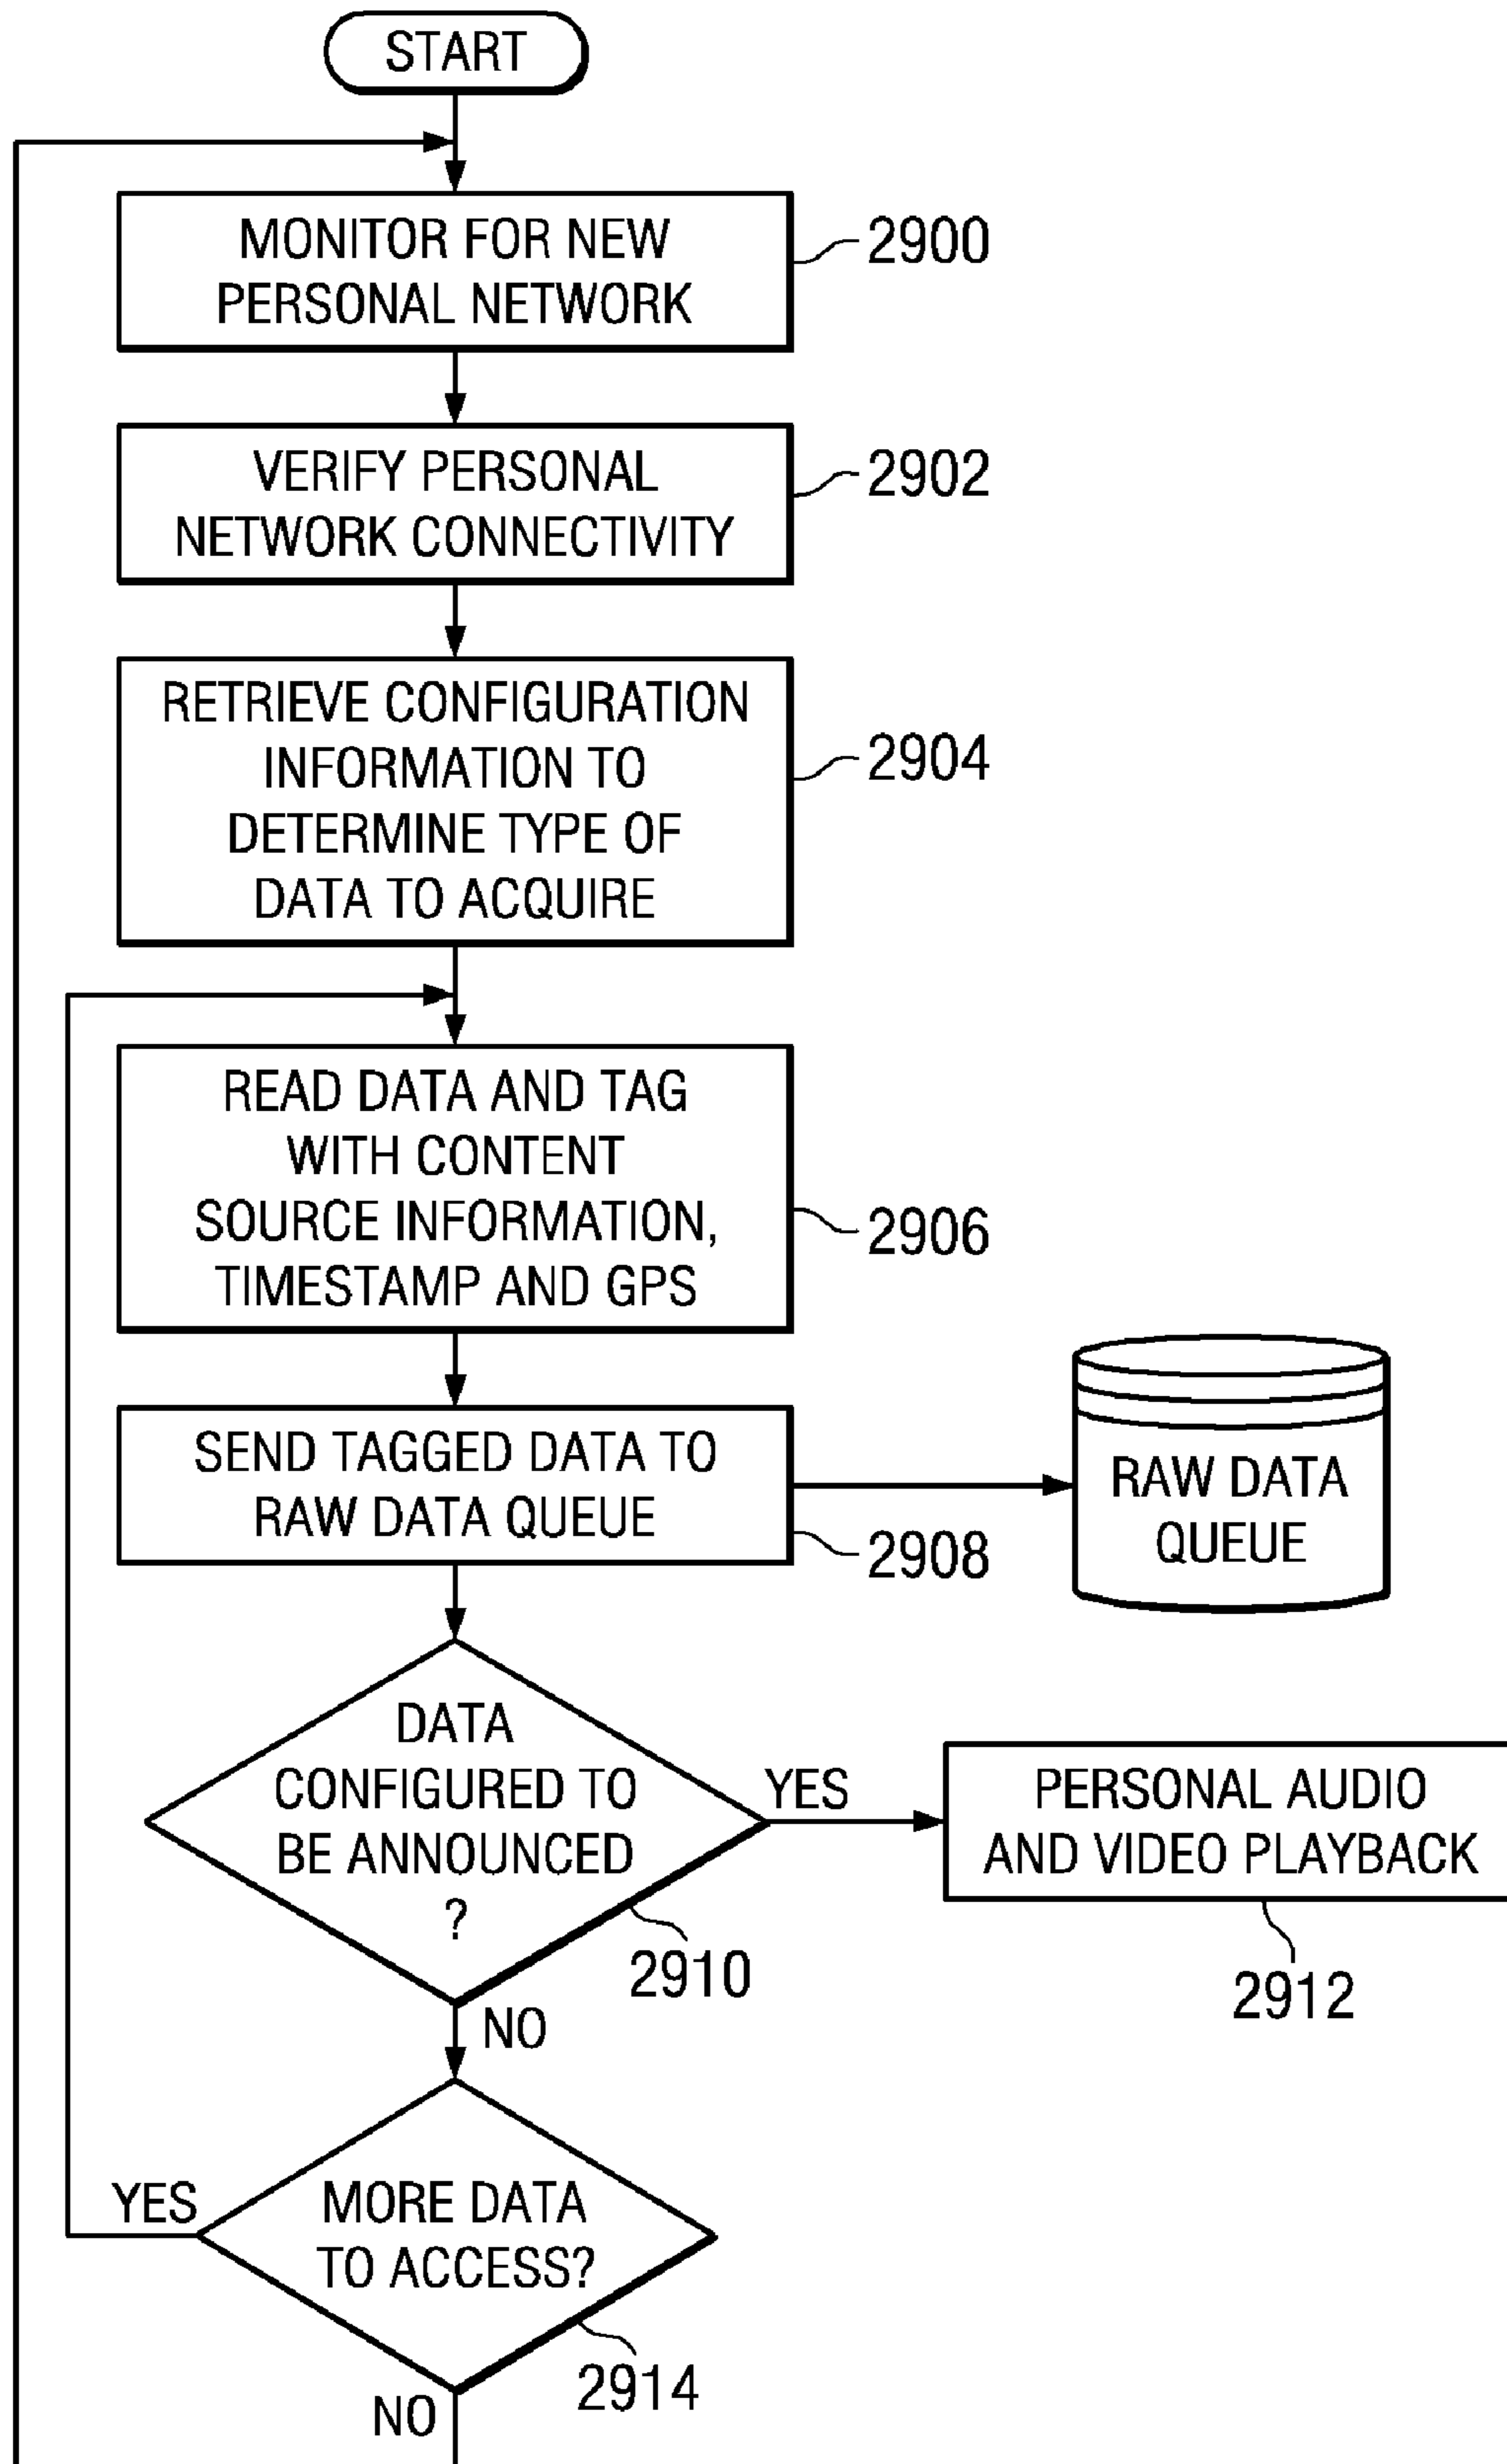 START
MONITOR FOR NEW
PERSONAL NETWORK
2900
VERIFY PERSONAL
NETWORK CONNECTIVITY
2902
RETRIEVE CONFIGURATION
INFORMATION TO
DETERMINE TYPE OF
DATA TO ACQUIRE
2904
READ DATA AND TAG
WITH CONTENT
SOURCE INFORMATION,
TIMESTAMP AND GPS
2906
SEND TAGGED DATA TO
RAW DATA QUEUE
2908
RAW DATA
QUEUE
DATA
CONFIGURED TO
BE ANNOUNCED
?
2910
YES
PERSONAL AUDIO
AND VIDEO PLAYBACK
2912
NO
MORE DATA
TO ACCESS?
YES
2914
NO